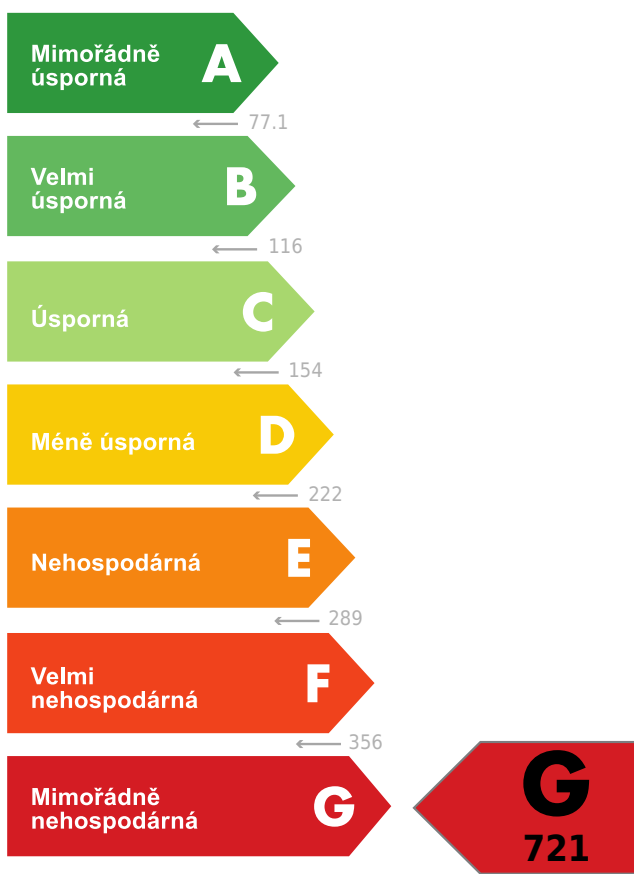 Mimořádně
úsporná
A
77.1
Velmi
úsporná
B
116
Úsporná
C
154
Méně úsporná
D
222
Nehospodárná
E
289
Velmi
nehospodárná
F
356
Mimořádně
nehospodárná
G
G
721